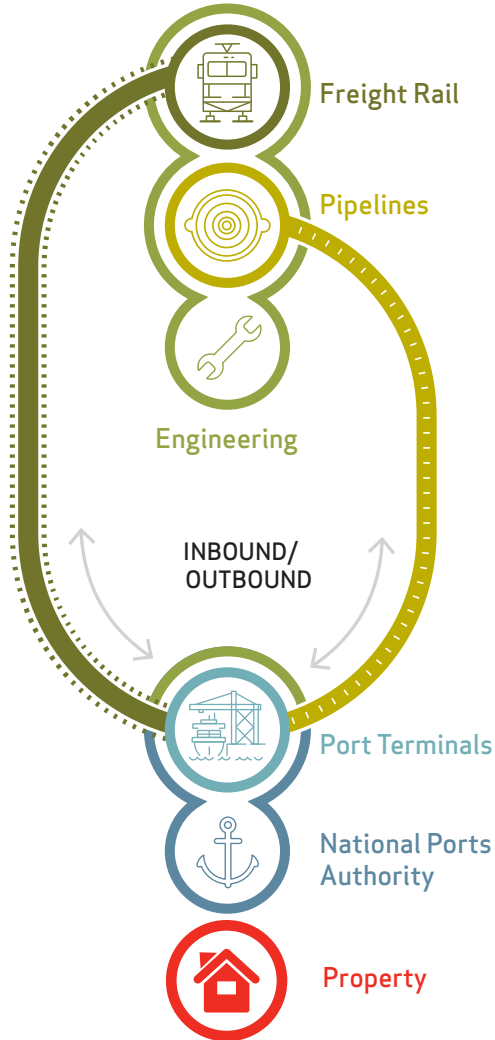 Freight Rail
Pipelines
Engineering
INBOUND/
OUTBOUND
Port Terminals
National Ports
Authority
Property